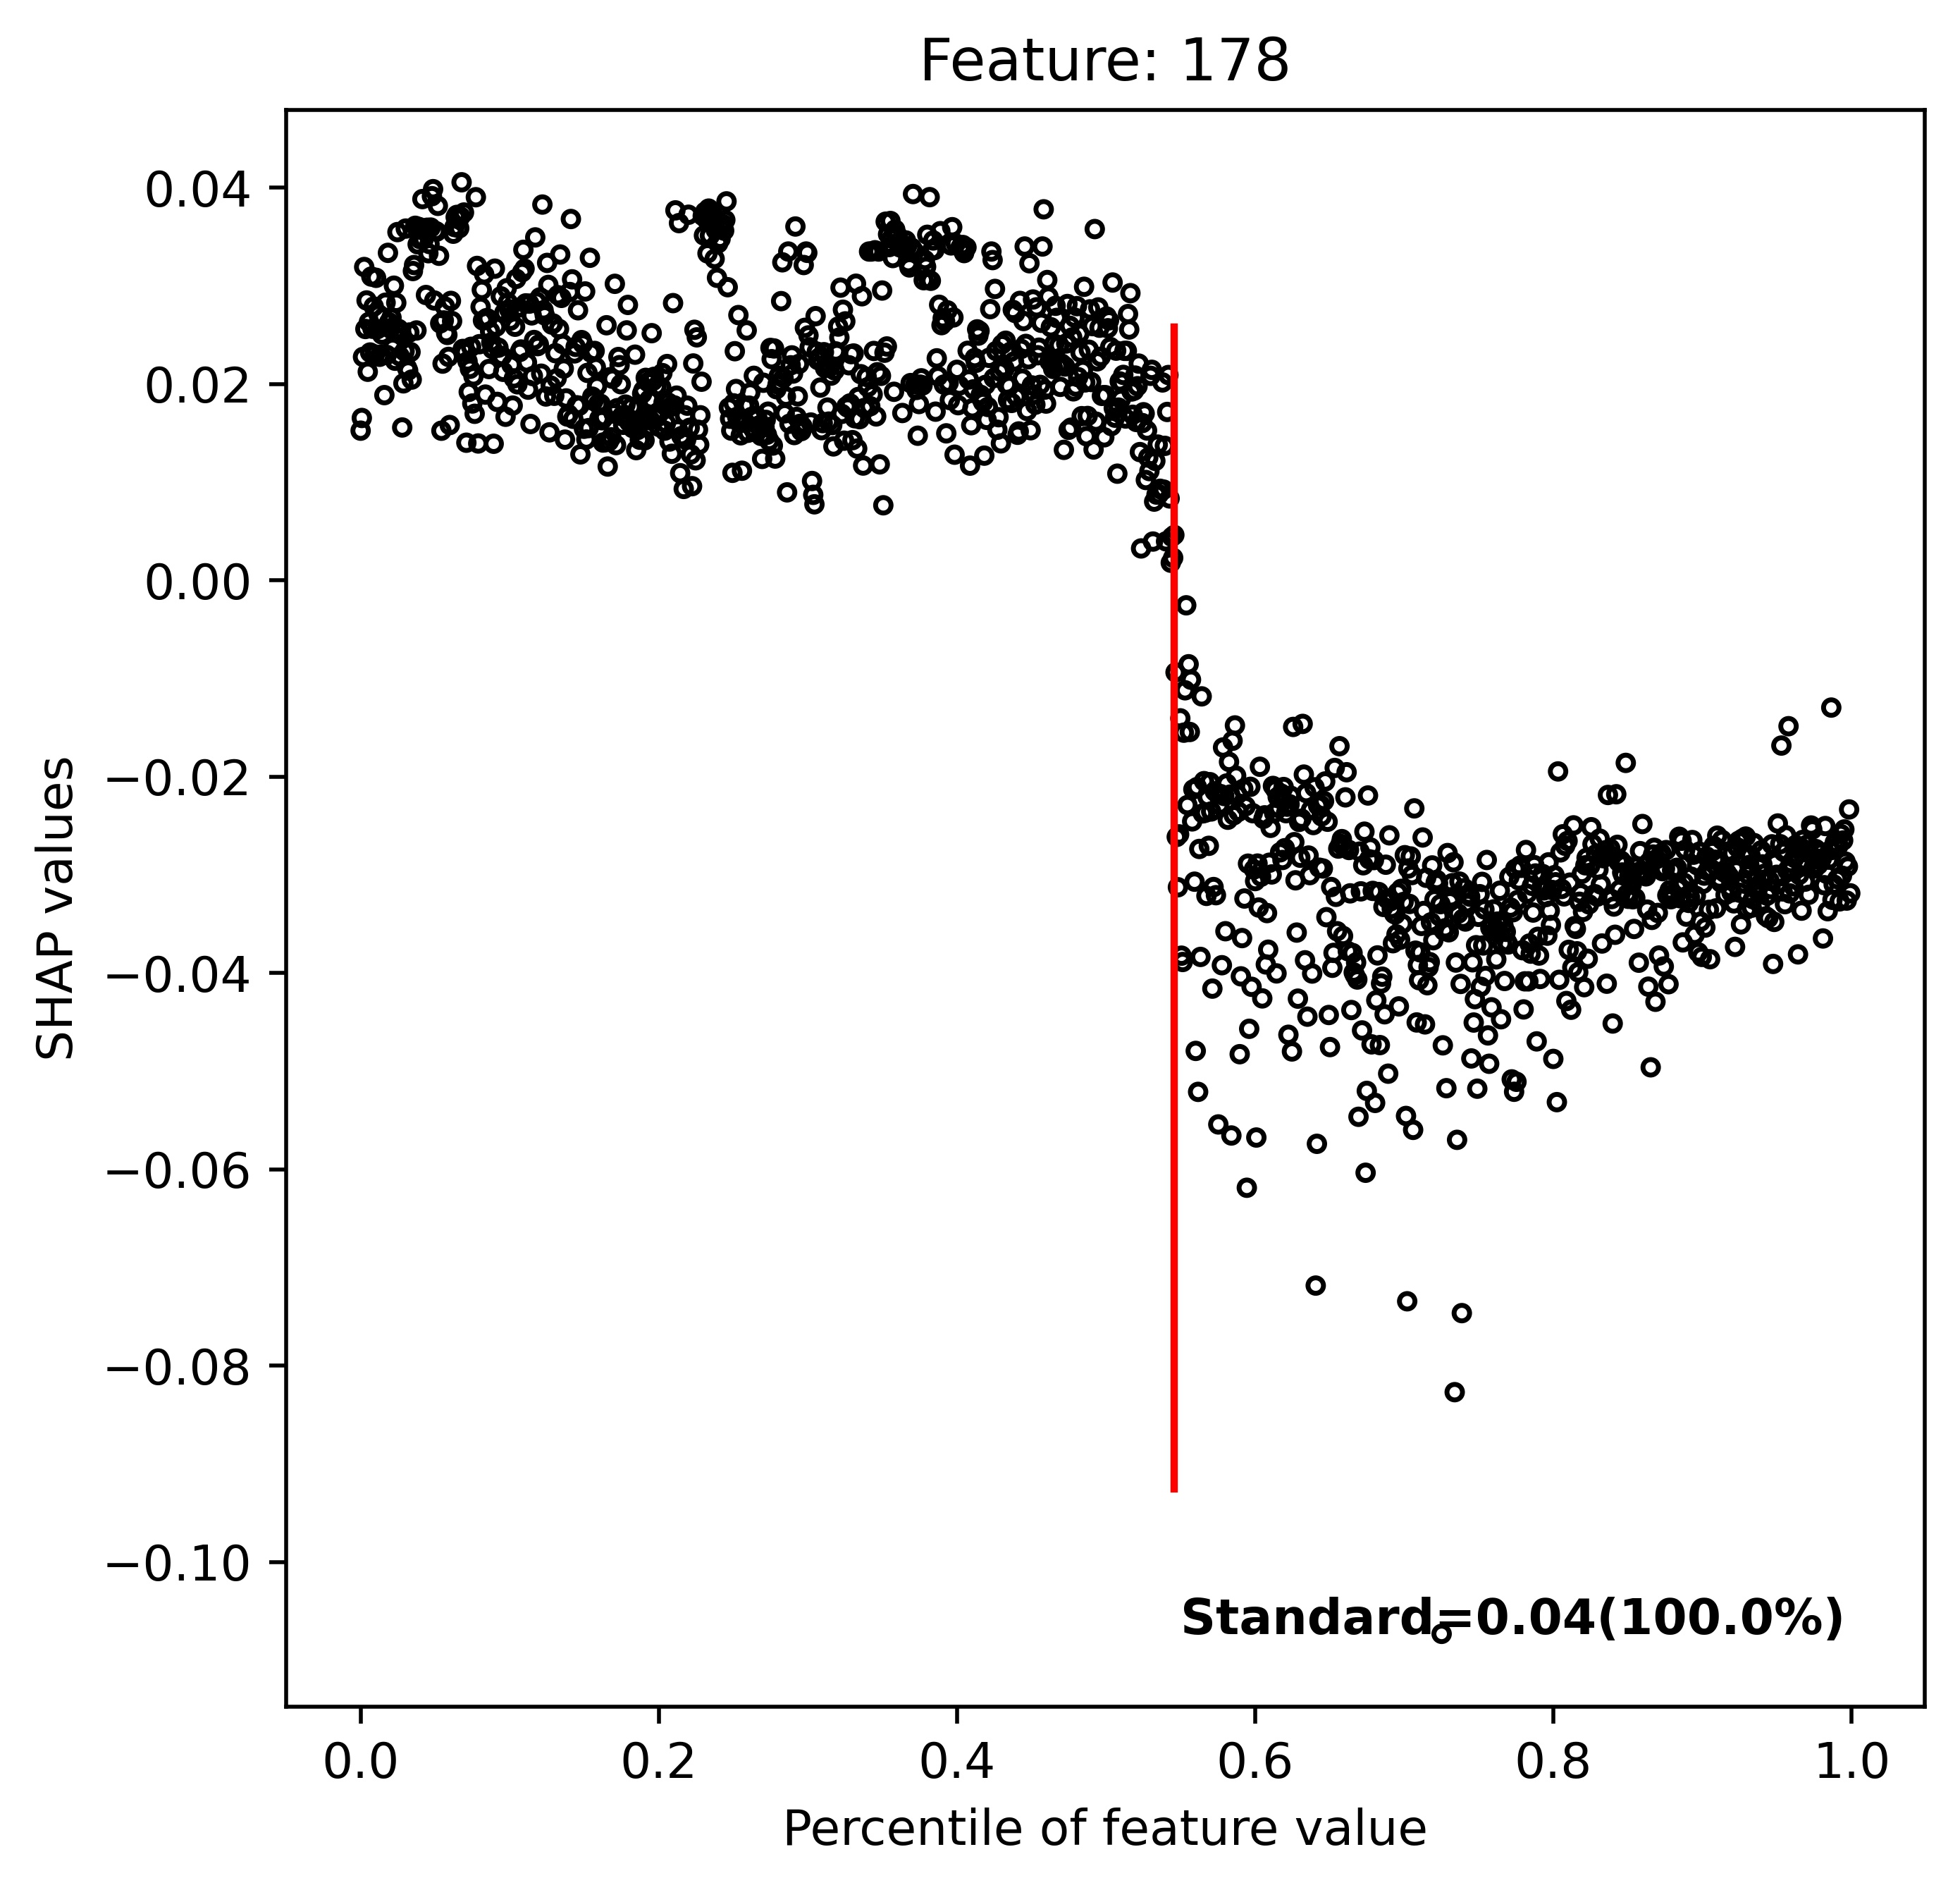 Feature: 178
0.04
0.02
0.00
−0.02
−0.04
−0.06
−0.08
−0.10
SHAP values
Standard=0.04(100.0%)
0.0 0.2 0.4 0.6 0.8 1.0
Percentile of feature value